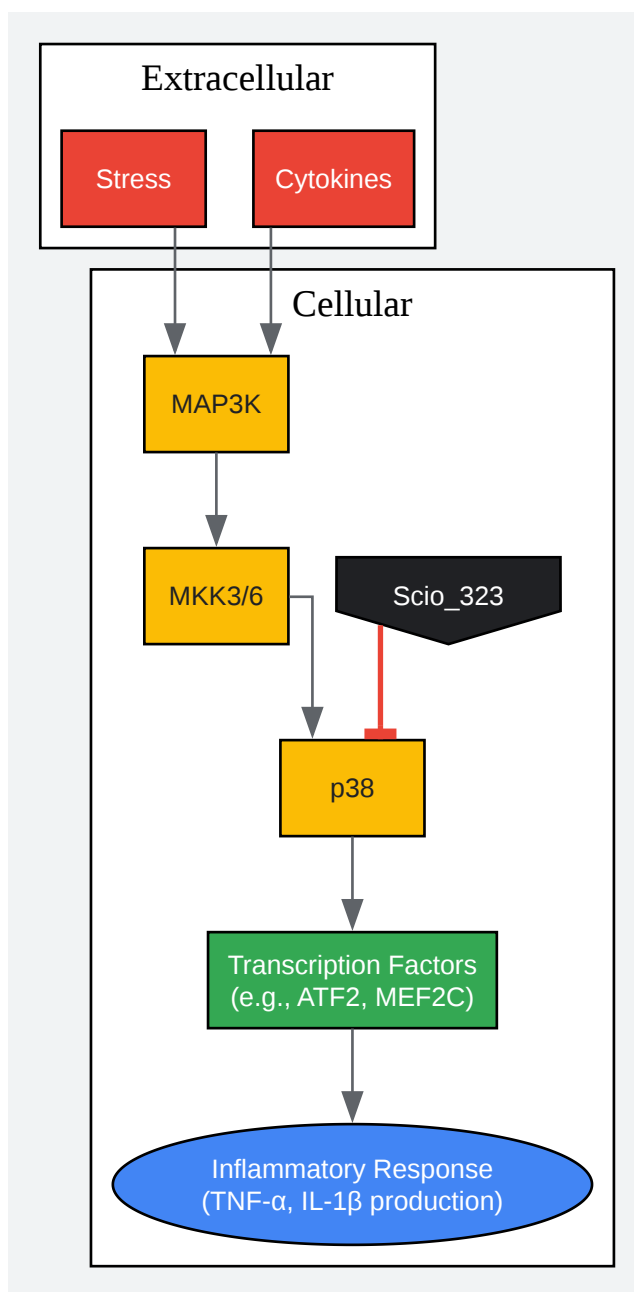 Extracellular
Stress
Cytokines
Cellular
MAP3K
MKK3/6
Scio_323
p38
Transcription Factors
(e.g., ATF2, MEF2C)
Inflammatory Response
(TNF-α, IL-1β production)